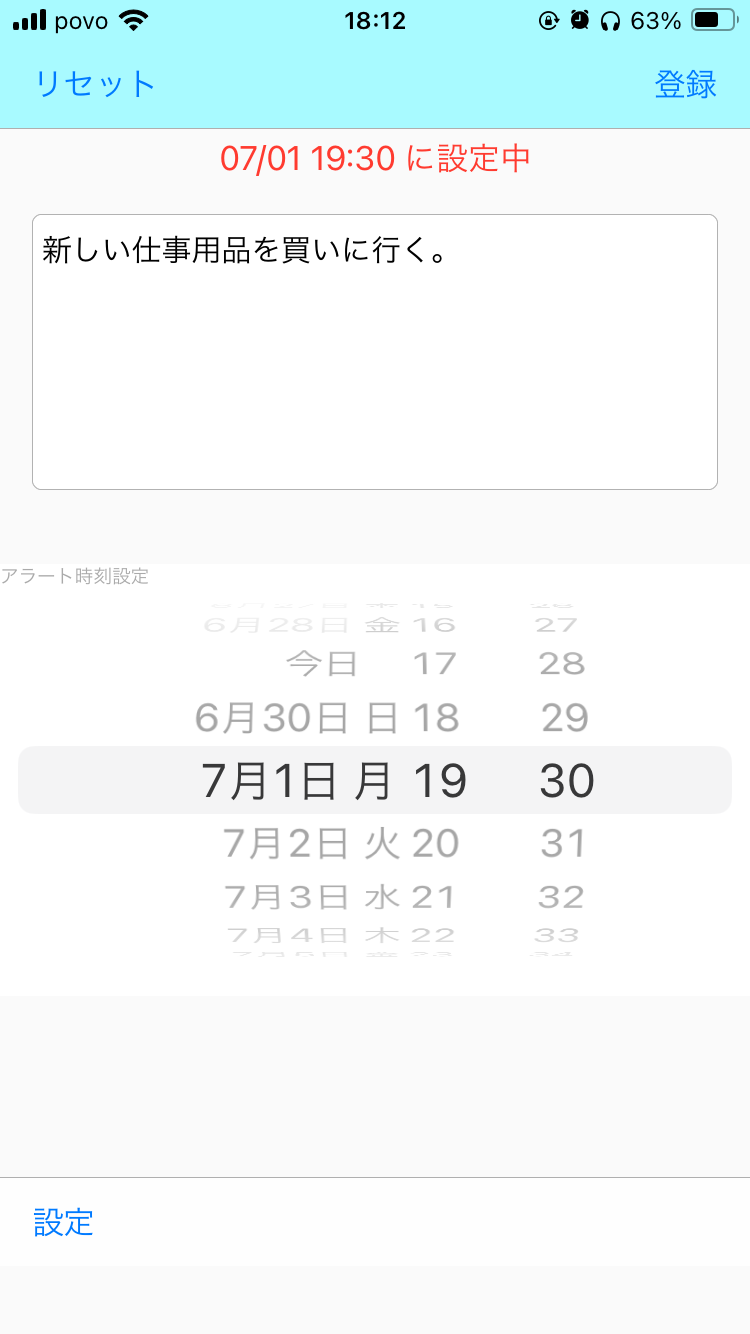 povo 18:12 63%
リセット 登録
07/01 19:30 に設定中
新しい仕事用品を買いに行く。
アラート時刻設定
6月28日 金 16 27
今日 17 28
6月30日 日 18 29
7月1日 月 19 30
7月2日 火 20 31
7月3日 水 21 32
7月4日 木 22 33
設定